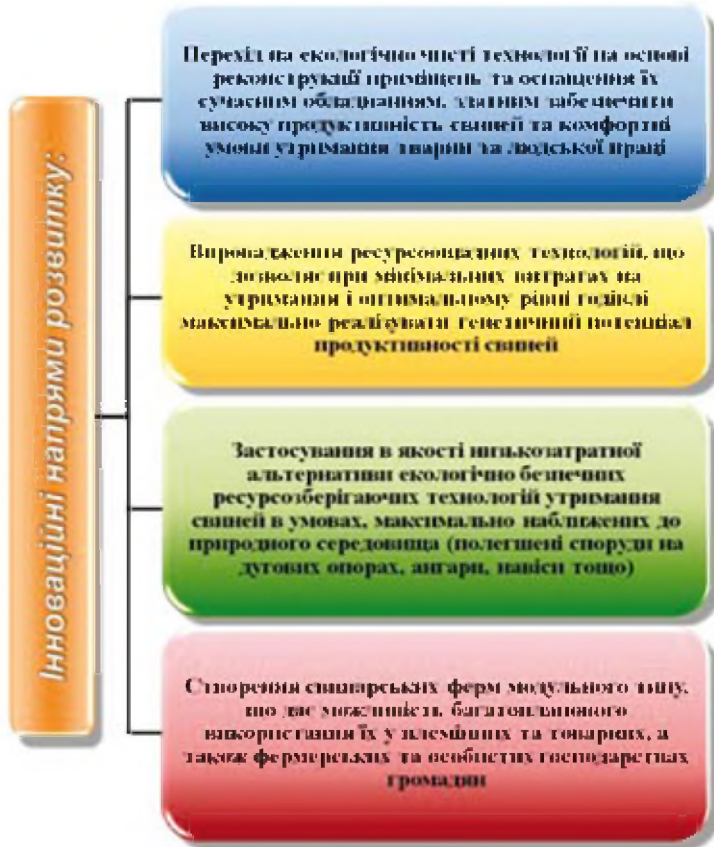 Інноваційні напрями розвитку:
Перехід на екологічно чисті технології на основі
реконструкції приміщень та оснащення їх
сучасним обладнанням, здатним забезпечити
високу продуктивність свиней та комфортні
умови утримання тварин та людської праці
Впровадження ресурсоощадних технологій, що
дозволяє при мінімальних витратах на
утримання і оптимальному рівні годівлі
максимально реалізувати генетичний потенціал
продуктивності свиней
Застосування в якості низькозатратної
альтернативи екологічно безпечних
ресурсозберігаючих технологій утримання
свиней в умовах, максимально наближених до
природного середовища (полегшені споруди на
дугових опорах, ангари, навіси тощо)
Створення свинарських ферм модульного типу,
що дає можливість багатопланового
використання їх у племінних та товарних, а
також фермерських та особистих господарствах
громадян